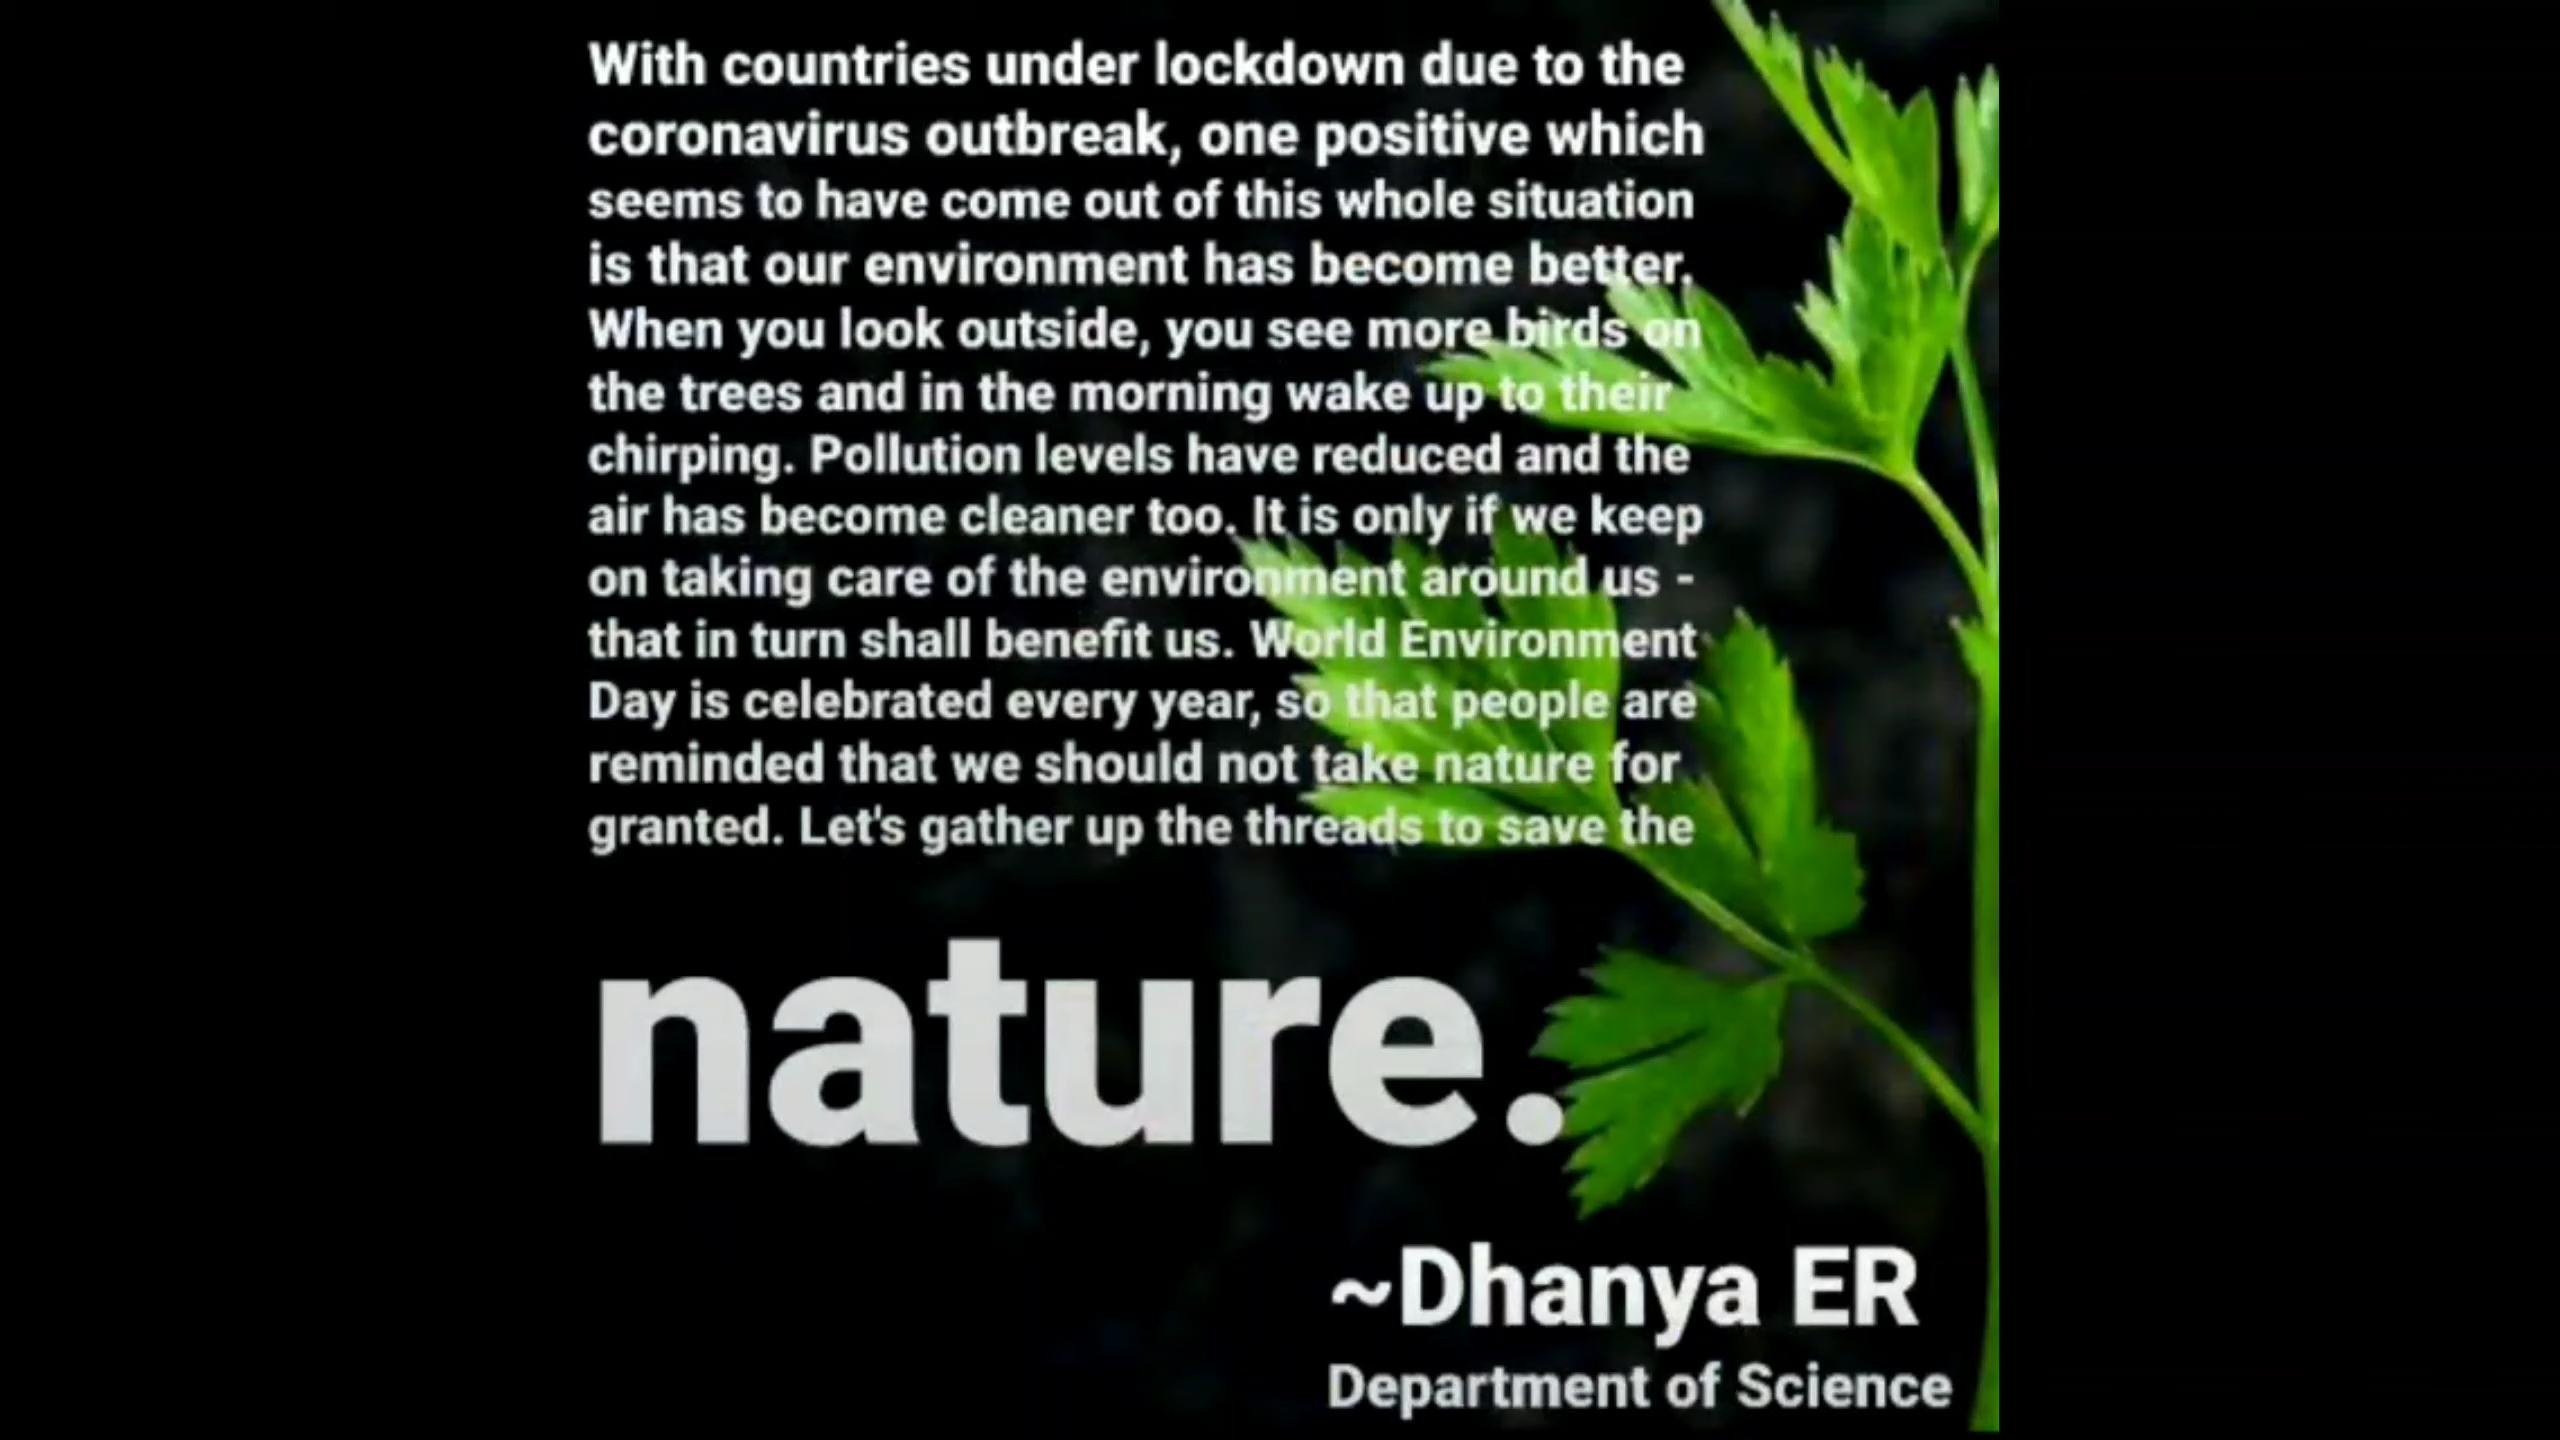 With countries under lockdown due to the
coronavirus outbreak, one positive which
seems to have come out of this whole situation
is that our environment has become better.
When you look outside, you see more birds on
the trees and in the morning wake up to their
chirping. Pollution levels have reduced and the
air has become cleaner too. It is only if we keep
on taking care of the environment around us -
that in turn shall benefit us. World Environment
Day is celebrated every year, so that people are
reminded that we should not take nature for
granted. Let's gather up the threads to save the
nature.
~Dhanya ER
Department of Science